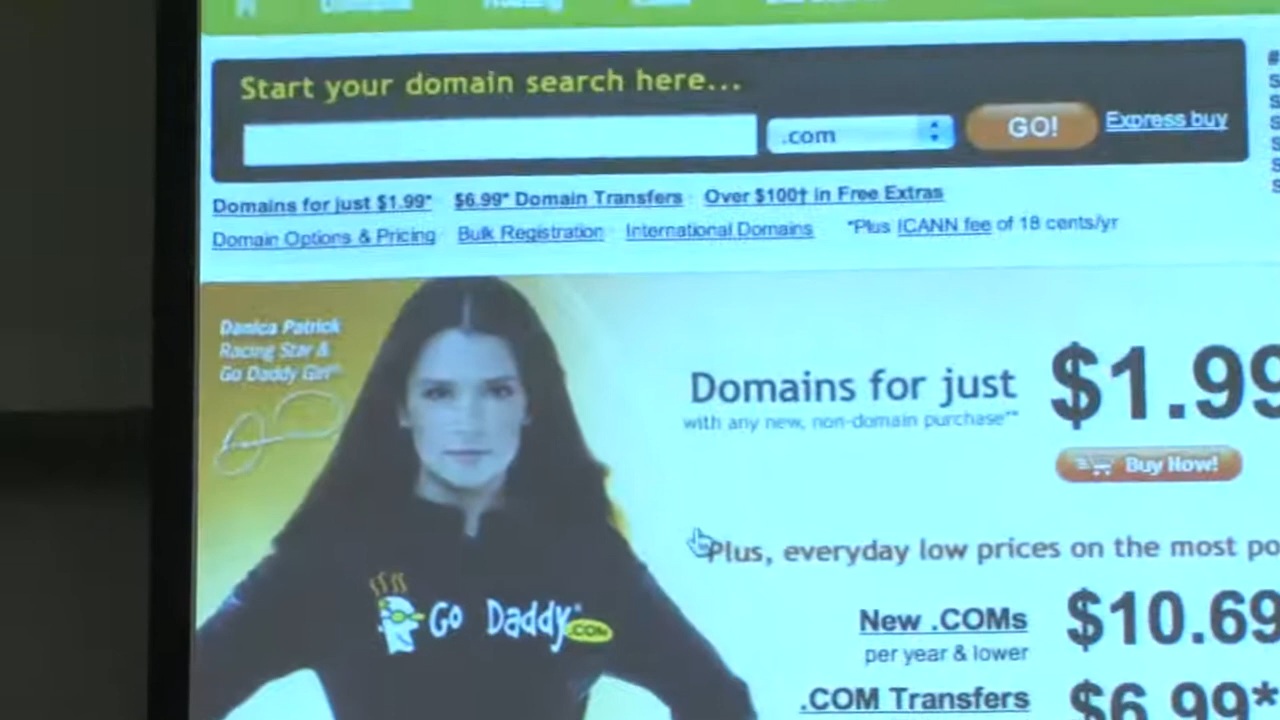 Start your domain search here...
.com
GO!
Express buy
Domains for just $1.99* $6.99* Domain Transfers Over $100† in Free Extras
Domain Options & Pricing Bulk Registration International Domains *Plus ICANN fee of 18 cents/yr
Danica Patrick
Racing Star &
Go Daddy Girl®
Domains for just $1.99
with any new, non-domain purchase**
Buy Now!
Plus, everyday low prices on the most po
Go Daddy .COM
New .COMs $10.69
per year & lower
.COM Transfers $6.99*